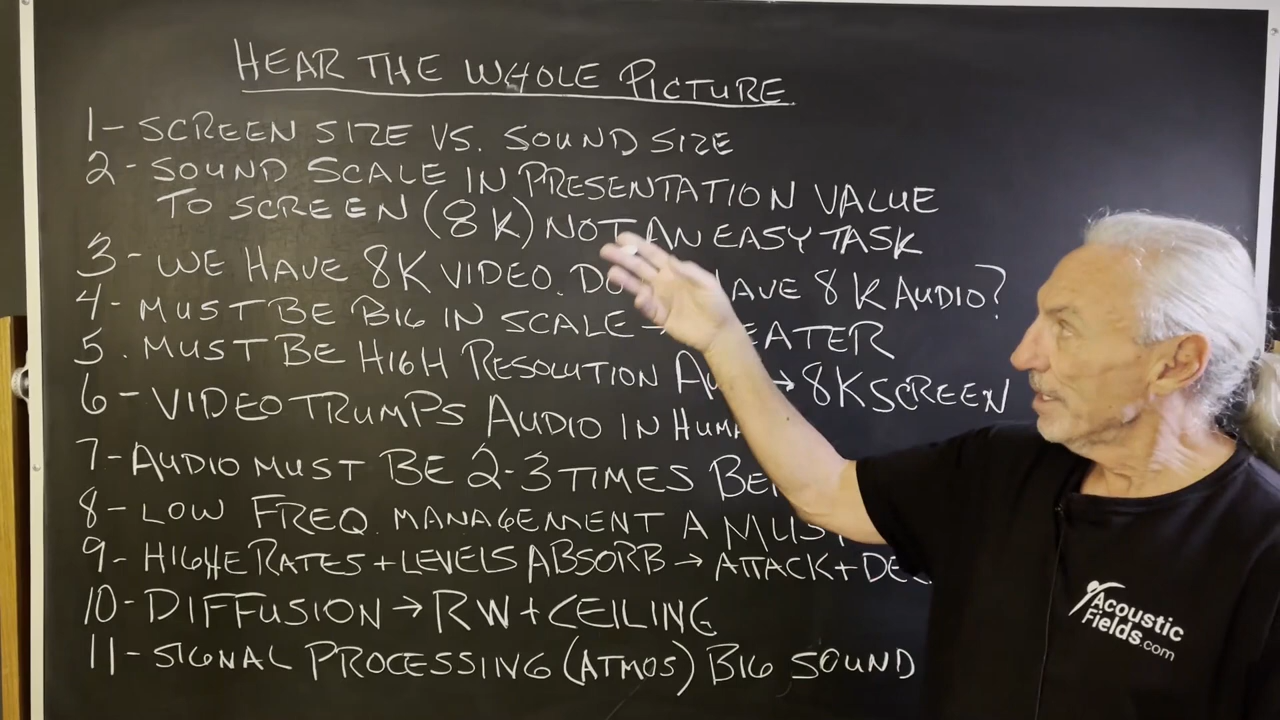 HEAR THE WHOLE PICTURE
1- SCREEN SIZE VS. SOUND SIZE
2- SOUND SCALE IN PRESENTATION VALUE
TO SCREEN (8K) NOT AN EASY TASK
3- WE HAVE 8K VIDEO. DO AVE 8K AUDIO?
4- MUST BE BIG IN SCALE → EATER
5. MUST BE HIGH RESOLUTION → 8K SCREEN
6- VIDEO TRUMPS AUDIO IN
7- AUDIO MUST BE 2-3 TIMES
8- LOW FREQ. MANAGEMENT A MUST
9- HIGHE RATES + LEVELS ABSORB → ATTACK +
10- DIFFUSION → RW + CEILING
11- SIGNAL PROCESSING (ATMOS) BIG SOUND
Acoustic
Fields.com